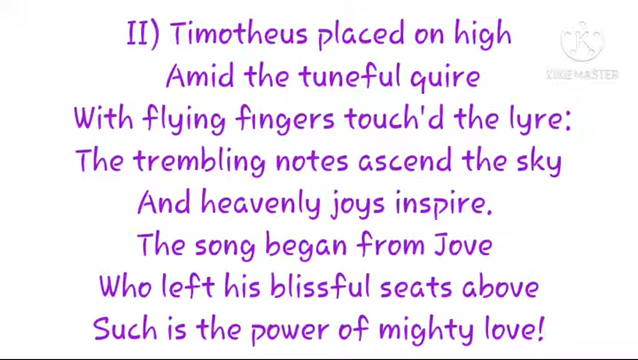 II) Timotheus placed on high
Amid the tuneful quire
With flying fingers touch'd the lyre:
The trembling notes ascend the sky
And heavenly joys inspire.
The song began from Jove
Who left his blissful seats above
Such is the power of mighty love!
KINEMASTER